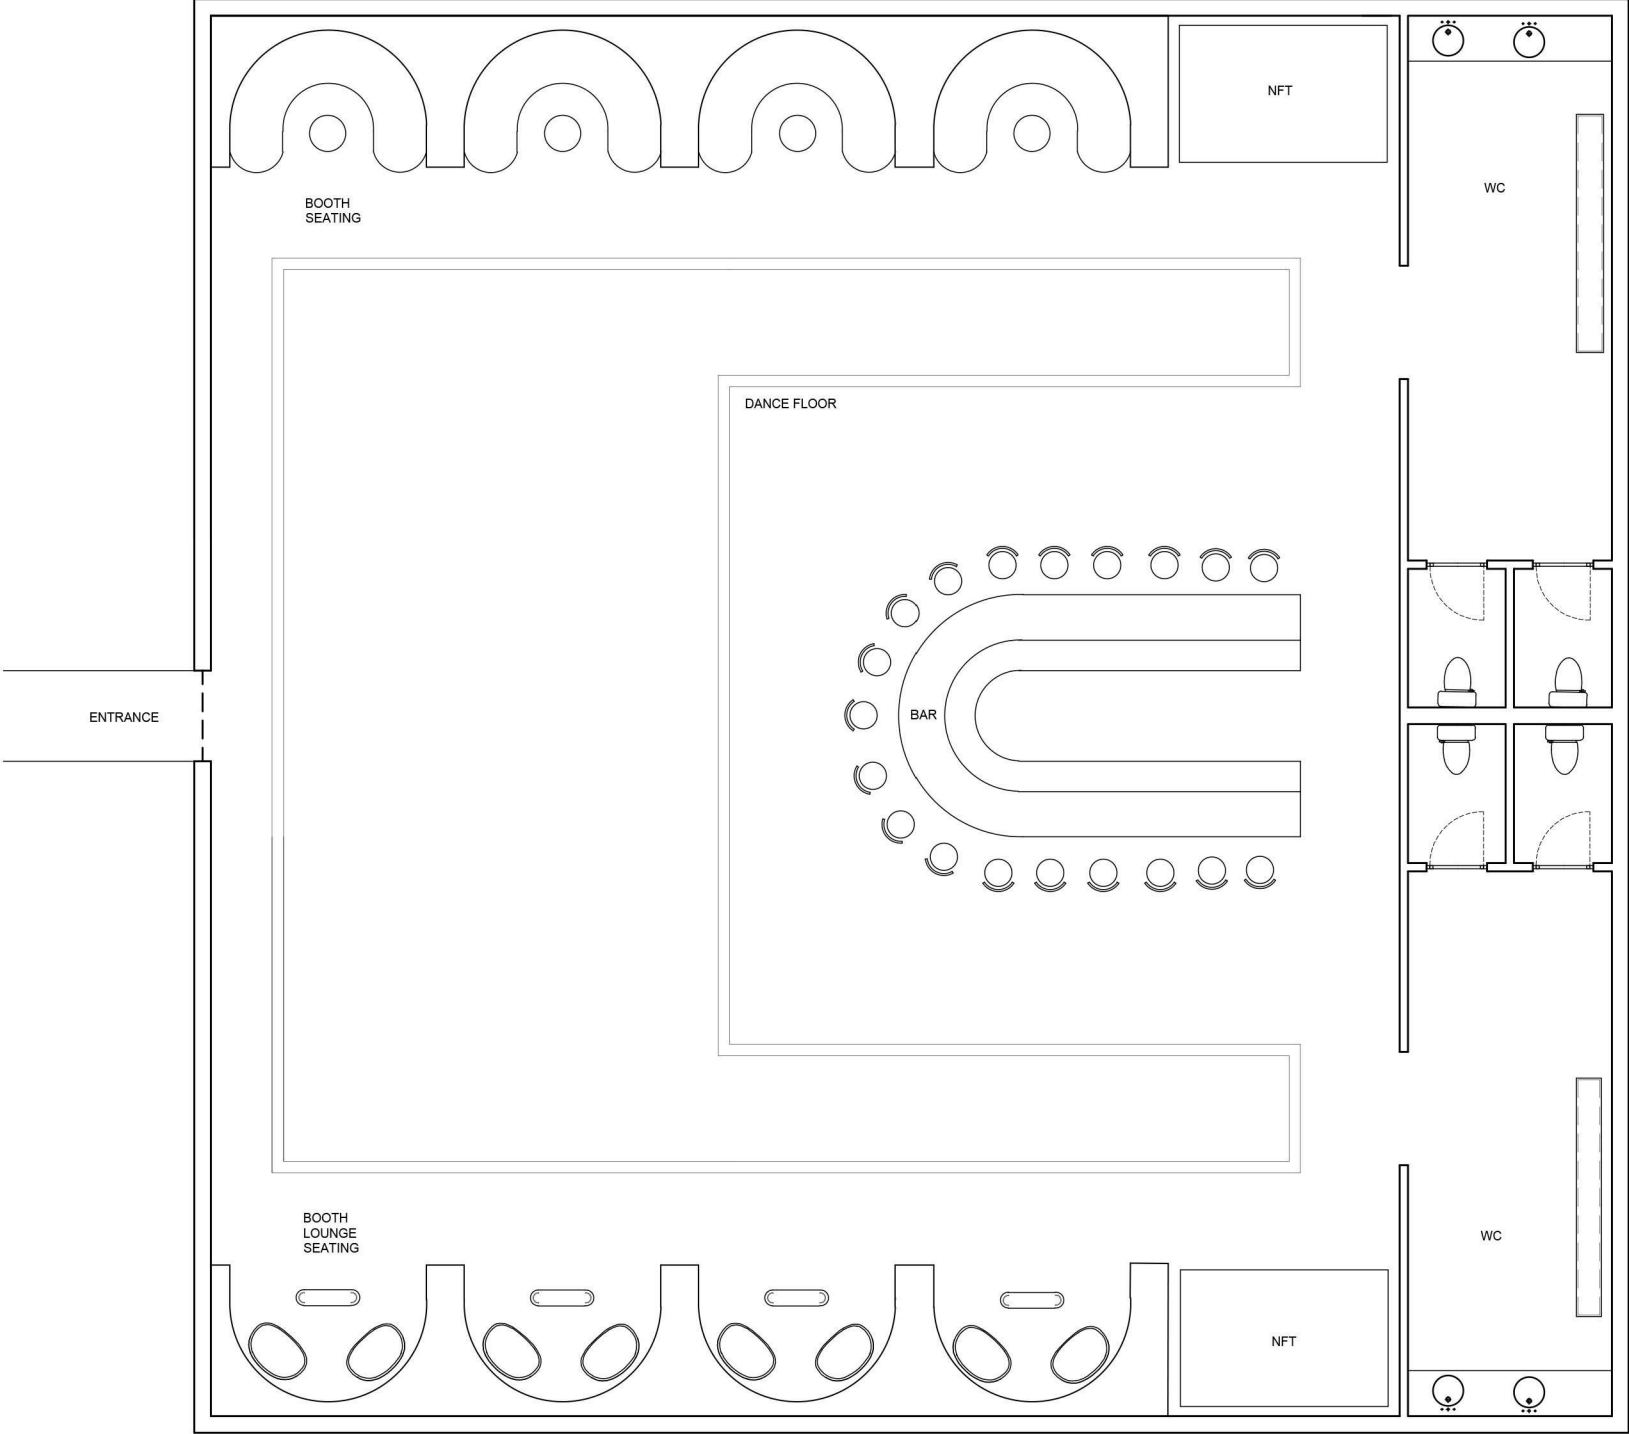 NFT
WC
BOOTH
SEATING
DANCE FLOOR
ENTRANCE
BAR
BOOTH
LOUNGE
SEATING
WC
NFT